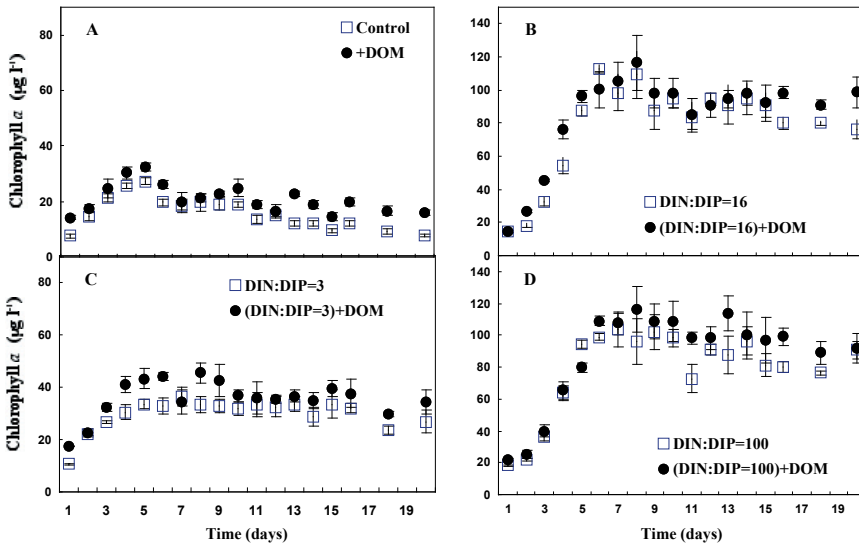 A
Control
+DOM
Chlorophyll a (μg l⁻¹)
80
60
40
20
0
B
DIN:DIP=16
(DIN:DIP=16)+DOM
140
120
100
80
60
40
20
0
C
DIN:DIP=3
(DIN:DIP=3)+DOM
Chlorophyll a (μg l⁻¹)
80
60
40
20
0
1 3 5 7 9 11 13 15 17 19
Time (days)
D
DIN:DIP=100
(DIN:DIP=100)+DOM
140
120
100
80
60
40
20
0
1 3 5 7 9 11 13 15 17 19
Time (days)